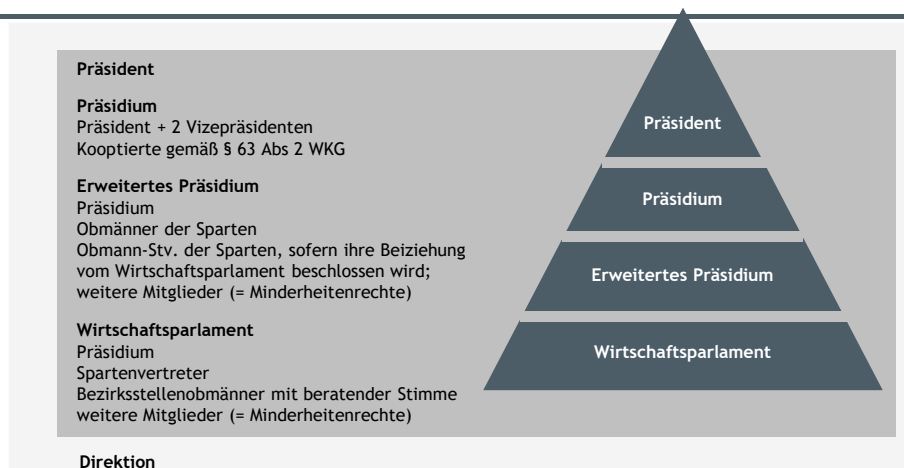 Präsident
Präsidium
Präsident + 2 Vizepräsidenten
Kooptierte gemäß § 63 Abs 2 WKG
Erweitertes Präsidium
Präsidium
Obmänner der Sparten
Obmann-Stv. der Sparten, sofern ihre Beiziehung
vom Wirtschaftsparlament beschlossen wird;
weitere Mitglieder (= Minderheitenrechte)
Wirtschaftsparlament
Präsidium
Spartenvertreter
Bezirksstellenobmänner mit beratender Stimme
weitere Mitglieder (= Minderheitenrechte)
Direktion
Präsident
Präsidium
Erweitertes Präsidium
Wirtschaftsparlament